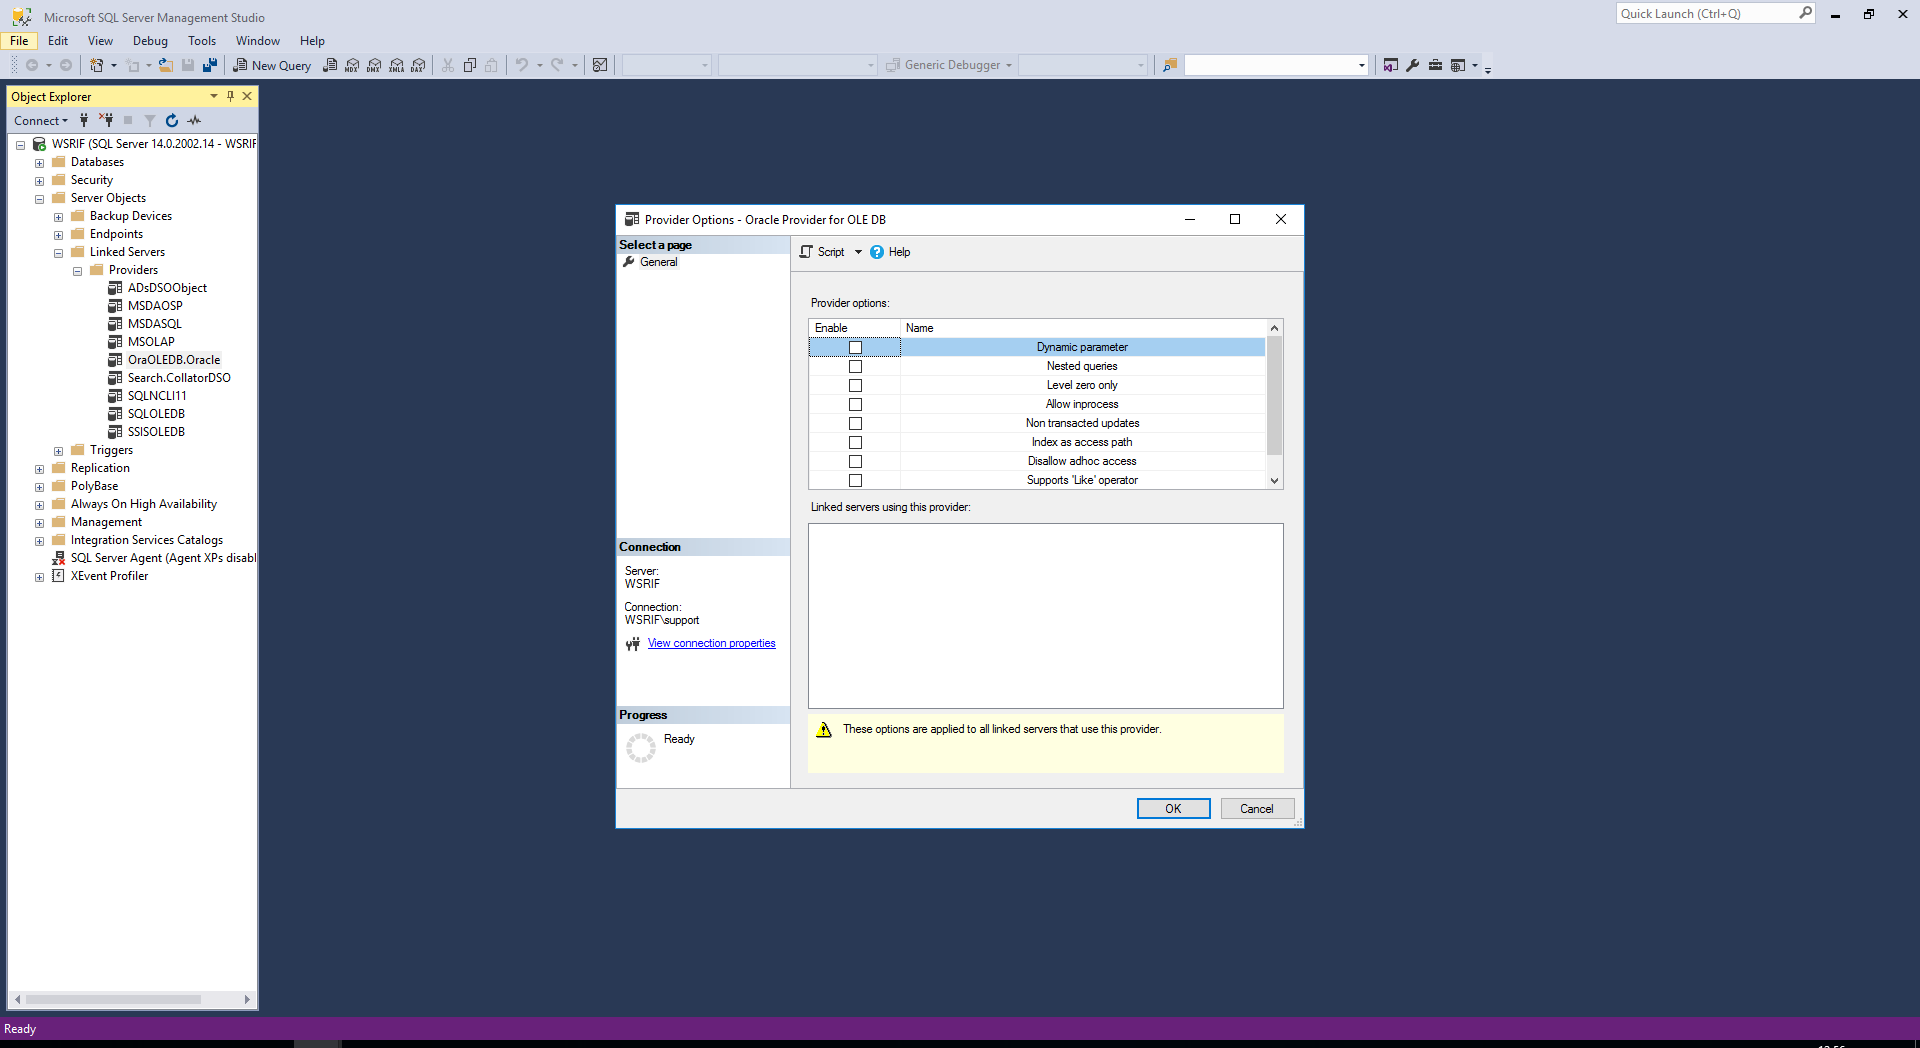 Microsoft SQL Server Management Studio
Quick Launch (Ctrl+Q)
File Edit View Debug Tools Window Help
New Query
MDX
DMX
XMLA
DAX
Generic Debugger
Object Explorer
Connect
WSRIF (SQL Server 14.0.2002.14 - WSRIF
Databases
Security
Server Objects
Backup Devices
Endpoints
Linked Servers
Providers
ADsDSOObject
MSDAOSP
MSDASQL
MSOLAP
OraOLEDB.Oracle
Search.CollatorDSO
SQLNCLI11
SQLOLEDB
SSISOLEDB
Triggers
Replication
PolyBase
Always On High Availability
Management
Integration Services Catalogs
SQL Server Agent (Agent XPs disabl
XEvent Profiler
Provider Options - Oracle Provider for OLE DB
Select a page
General
Connection
Server:
WSRIF
Connection:
WSRIF\support
View connection properties
Progress
Ready
Script Help
Provider options:
Enable Name
Dynamic parameter
Nested queries
Level zero only
Allow inprocess
Non transacted updates
Index as access path
Disallow adhoc access
Supports 'Like' operator
Linked servers using this provider:
These options are applied to all linked servers that use this provider.
OK Cancel
Ready